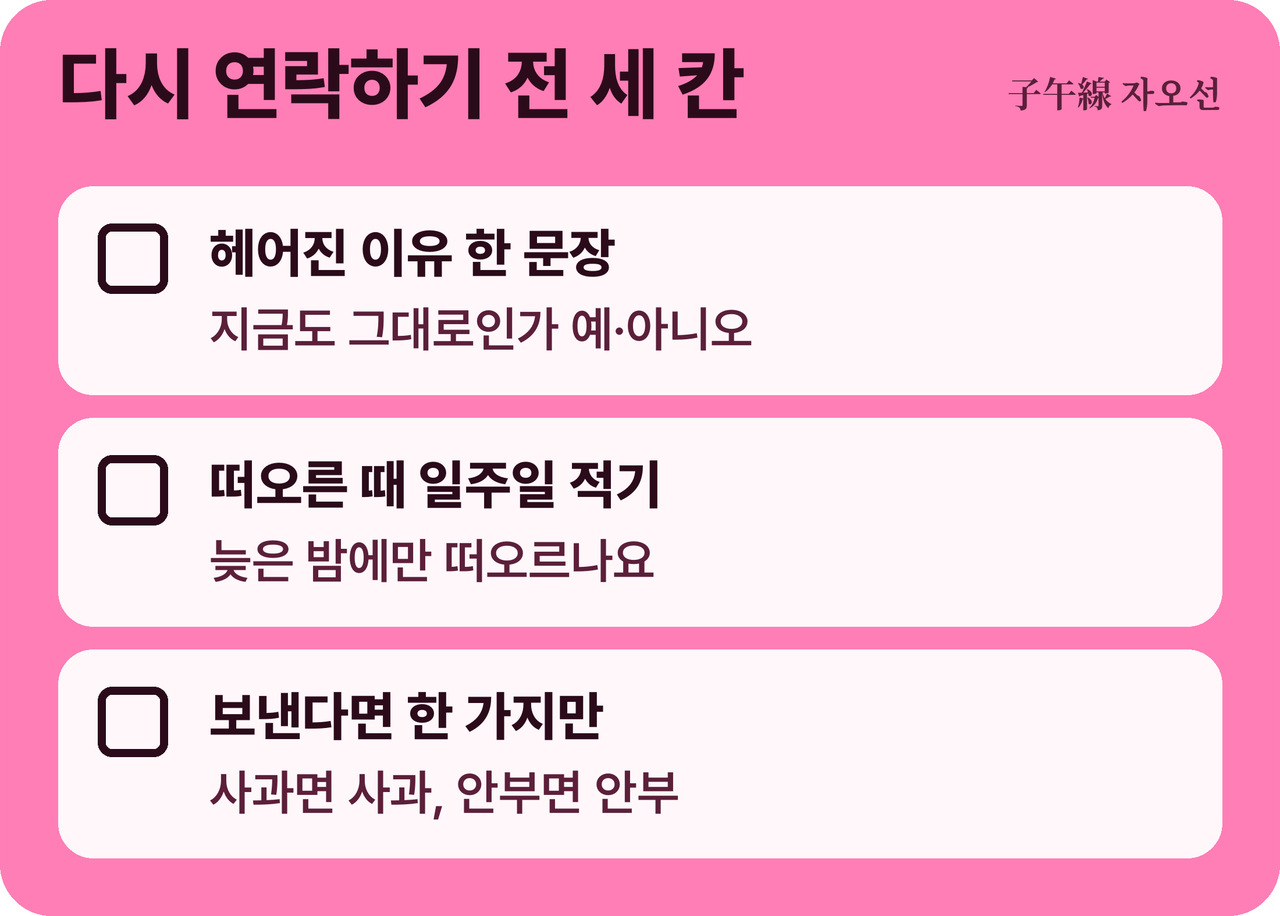 다시 연락하기 전 세 칸
子午線 자오선
헤어진 이유 한 문장
지금도 그대로인가 예·아니오
떠오른 때 일주일 적기
늦은 밤에만 떠오르나요
보낸다면 한 가지만
사과면 사과, 안부면 안부